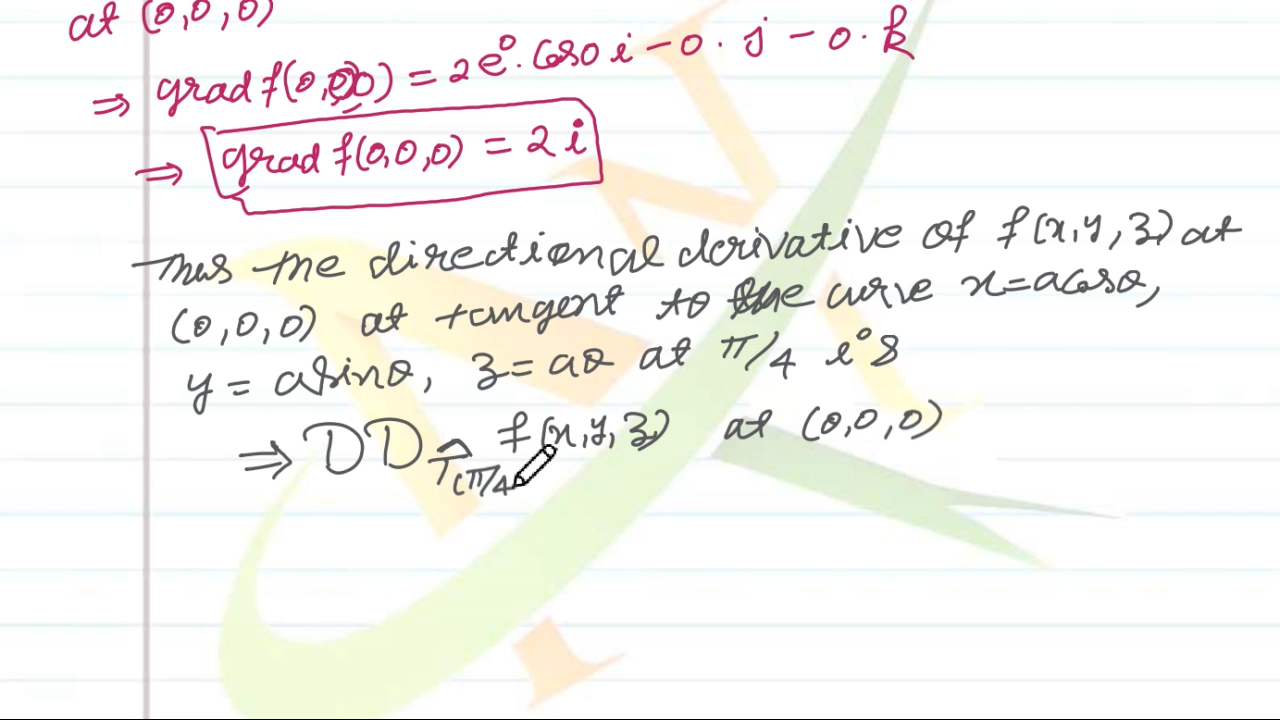 at (0,0,0)
⇒ grad f(0,0,0) = 2e⁰. Cos0 i – 0 . j – 0 . k
⇒ grad f(0,0,0) = 2i
Thus the directional derivative of f(x,y,z) at
(0,0,0) at tangent to the curve x=acosθ,
y = asinθ, z = aθ at π/4 is
⇒ DD T̂(π/4 f(x,y,z) at (0,0,0)